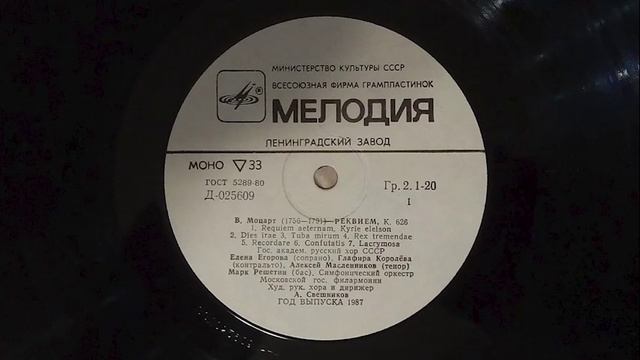 МИНИСТЕРСТВО КУЛЬТУРЫ СССР
ВСЕСОЮЗНАЯ ФИРМА ГРАМПЛАСТИНОК
® МЕЛОДИЯ
ЛЕНИНГРАДСКИЙ ЗАВОД
МОНО ▽ 33
ГОСТ 5289-80
Д-025609
Гр. 2. 1-20
I
В. Моцарт (1756—1791)—РЕКВИЕМ, К. 626
1. Requiem aeternam, Kyrie eleison
2. Dies irae 3. Tuba mirum 4. Rex tremendae
5. Recordare 6. Confutatis 7. Lacrymosa
Гос. академ. русский хор СССР
Елена Егорова (сопрано), Глафира Королёва
(контральто), Алексей Масленников (тенор)
Марк Решетин (бас), Симфонический оркестр
Московской гос. филармонии
Худ. рук. хора и дирижер
А. Свешников
ГОД ВЫПУСКА 1987